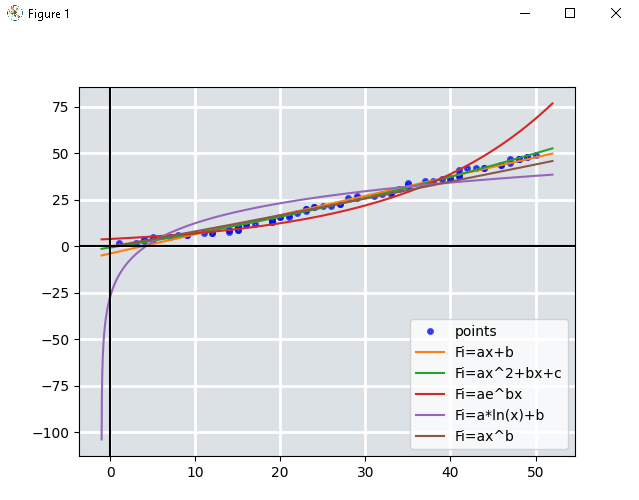 Figure 1
75
50
25
0
−25
−50
−75
−100
0
10
20
30
40
50
points
Fi=ax+b
Fi=ax^2+bx+c
Fi=ae^bx
Fi=a*ln(x)+b
Fi=ax^b